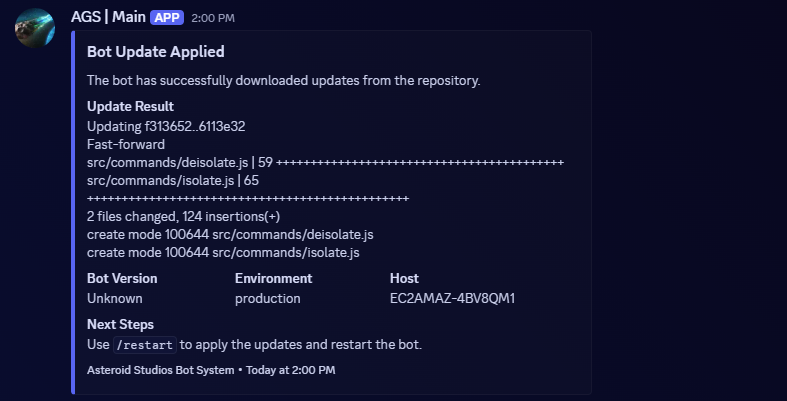 AGS | Main APP 2:00 PM
Bot Update Applied
The bot has successfully downloaded updates from the repository.
Update Result
Updating f313652..6113e32
Fast-forward
src/commands/deisolate.js | 59 +++++++++++++++++++++++++++++++++++++++++++
src/commands/isolate.js | 65
++++++++++++++++++++++++++++++++++++++++++++++++
2 files changed, 124 insertions(+)
create mode 100644 src/commands/deisolate.js
create mode 100644 src/commands/isolate.js
Bot Version Environment Host
Unknown production EC2AMAZ-4BV8QM1
Next Steps
Use /restart to apply the updates and restart the bot.
Asteroid Studios Bot System • Today at 2:00 PM